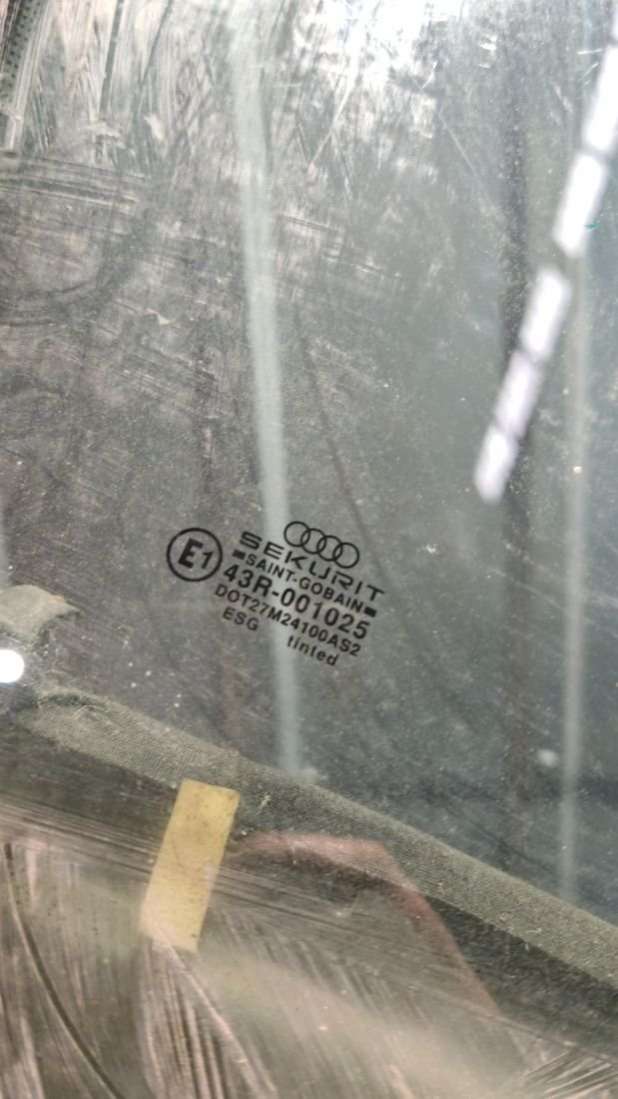 E1
SEKURIT
SAINT-GOBAIN
43R-001025
DOT27M24100AS2
ESG tinted